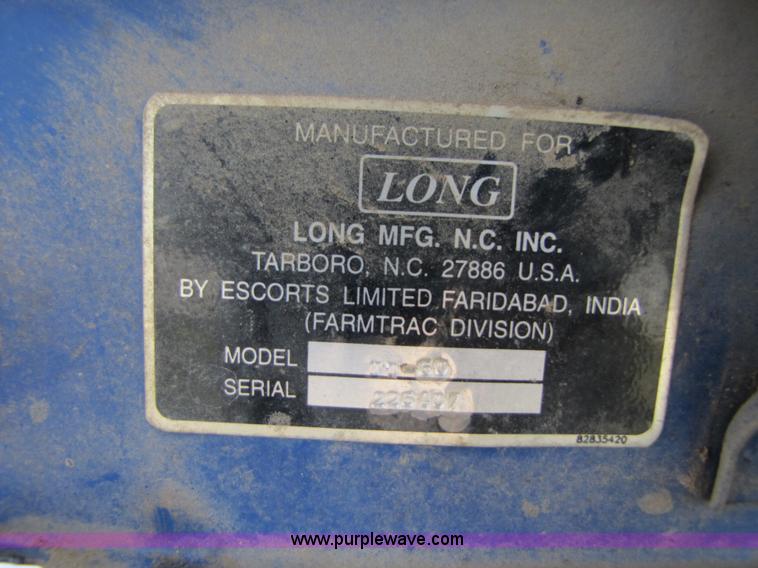 MANUFACTURED FOR
LONG
LONG MFG. N.C. INC.
TARBORO, N.C. 27886 U.S.A.
BY ESCORTS LIMITED FARIDABAD, INDIA
(FARMTRAC DIVISION)
MODEL
SERIAL
82835420
www.purplewave.com